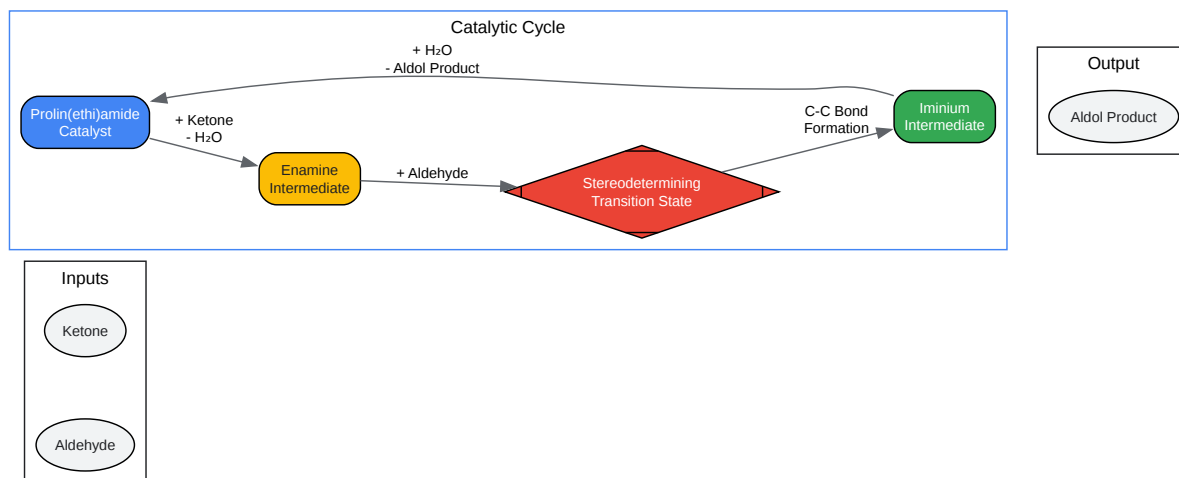 Catalytic Cycle
+ H₂O
- Aldol Product
Prolin(ethi)amide
Catalyst
+ Ketone
- H₂O
Enamine
Intermediate
+ Aldehyde
Stereodetermining
Transition State
C-C Bond
Formation
Iminium
Intermediate
Output
Aldol Product
Inputs
Ketone
Aldehyde